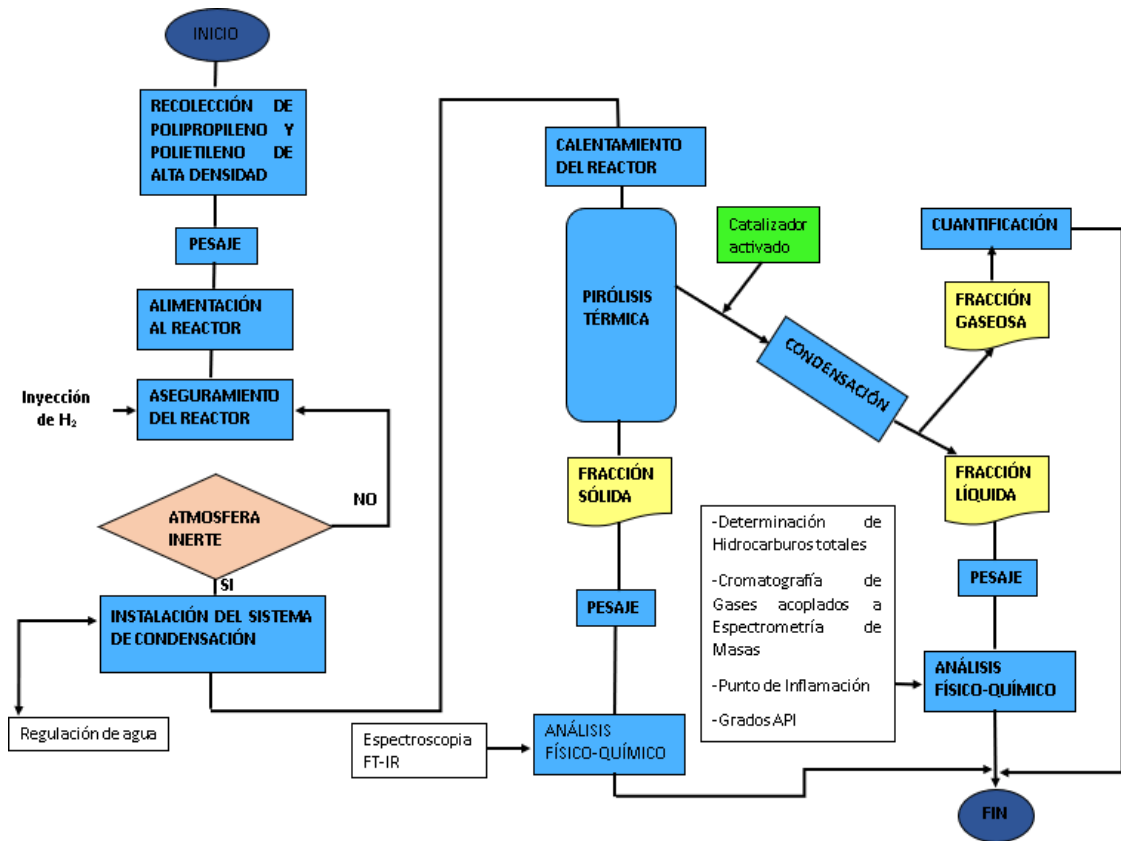 INICIO
RECOLECCIÓN DE
POLIPROPILENO Y
POLIETILENO DE
ALTA DENSIDAD
PESAJE
ALIMENTACIÓN
AL REACTOR
Inyección
de H₂
ASEGURAMIENTO
DEL REACTOR
NO
ATMOSFERA
INERTE
SI
INSTALACIÓN DEL SISTEMA
DE CONDENSACIÓN
Regulación de agua
CALENTAMIENTO
DEL REACTOR
PIRÓLISIS
TÉRMICA
Catalizador
activado
CONDENSACIÓN
CUANTIFICACIÓN
FRACCIÓN
GASEOSA
FRACCIÓN
SÓLIDA
PESAJE
Espectroscopia
FT-IR
ANÁLISIS
FÍSICO-QUÍMICO
FRACCIÓN
LÍQUIDA
PESAJE
-Determinación de
Hidrocarburos totales
-Cromatografía de
Gases acoplados a
Espectrometría de
Masas
-Punto de Inflamación
-Grados API
ANÁLISIS
FÍSICO-QUÍMICO
FIN